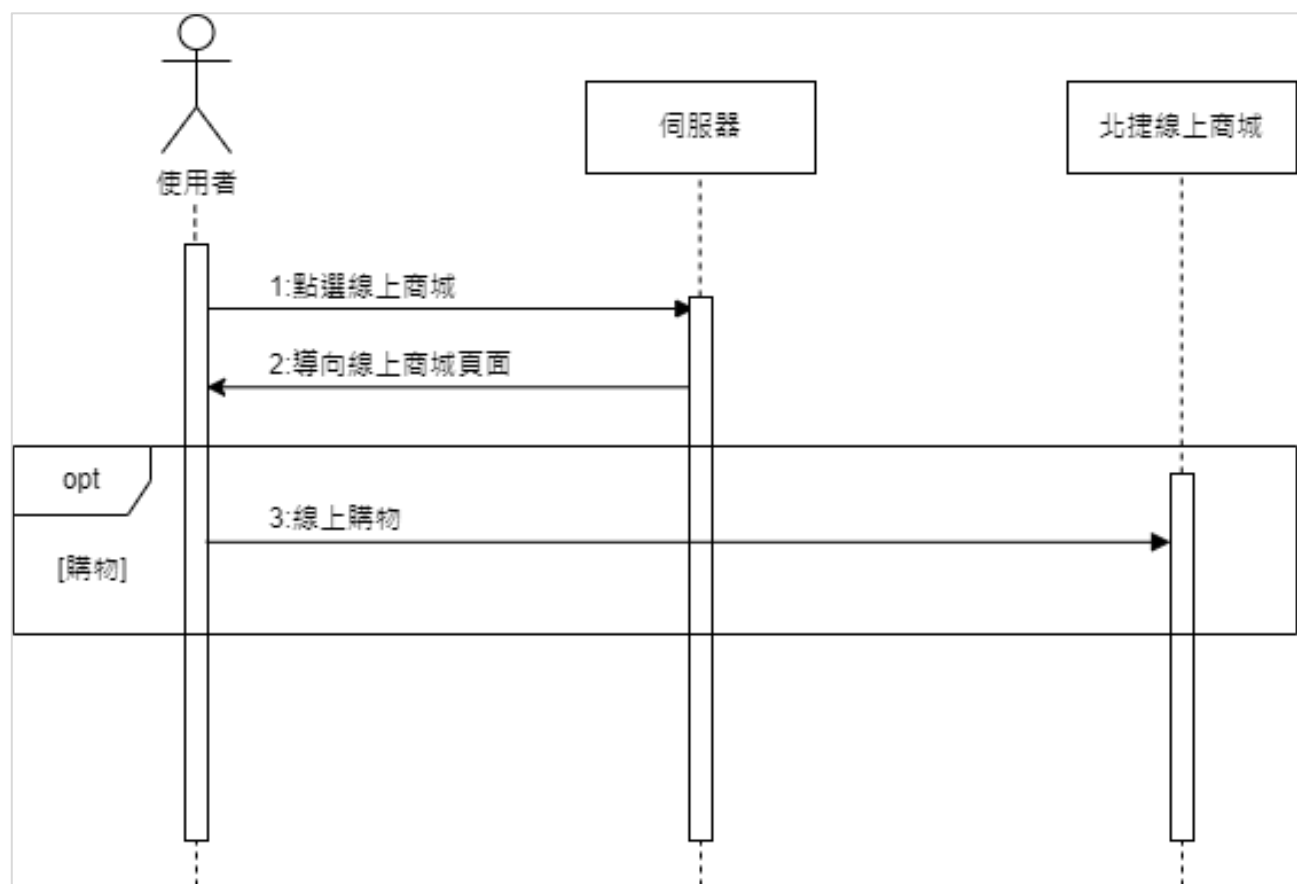 使用者
伺服器
北捷線上商城
1:點選線上商城
2:導向線上商城頁面
opt
3:線上購物
[購物]